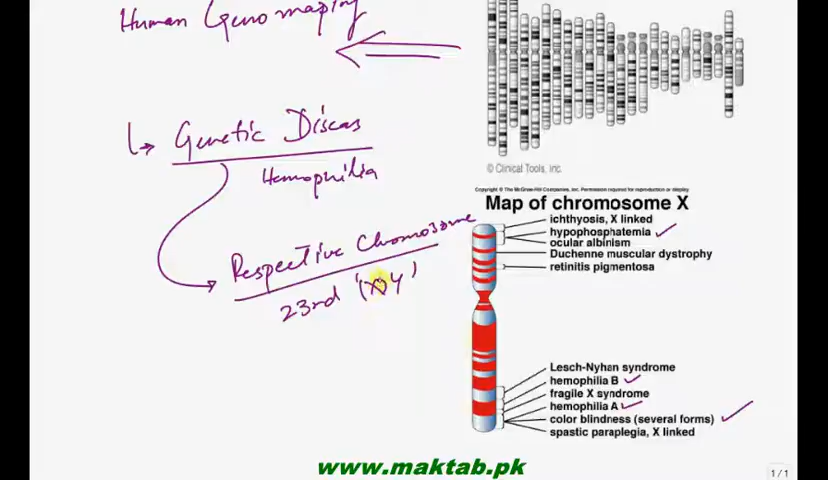 Human Genomaping
Genetic Diseas
Hemophilia
Respective Chromosome
23rd (XY)
© Clinical Tools, Inc.
Copyright © The McGraw-Hill Companies, Inc. Permission required for reproduction or display
Map of chromosome X
ichthyosis, X linked
hypophosphatemia
ocular albinism
Duchenne muscular dystrophy
retinitis pigmentosa
Lesch-Nyhan syndrome
hemophilia B
fragile X syndrome
hemophilia A
color blindness (several forms)
spastic paraplegia, X linked
www.maktab.pk
1/1